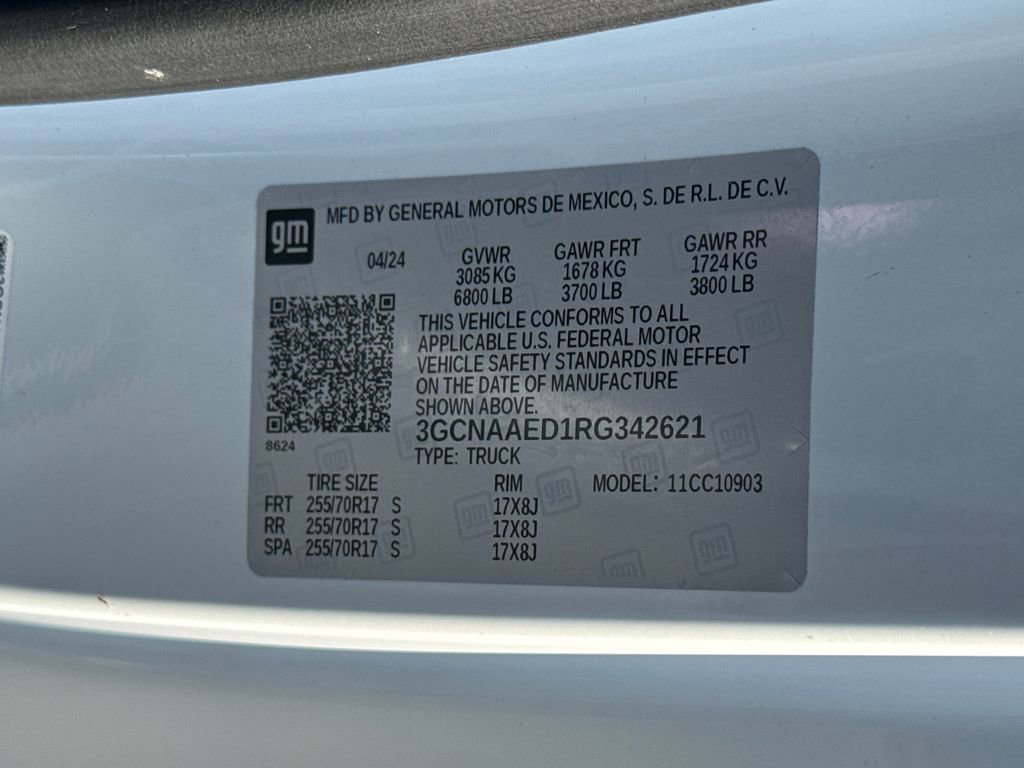 gm
MFD BY GENERAL MOTORS DE MEXICO, S. DE R.L. DE C.V.
04/24
GVWR GAWR FRT GAWR RR
3085 KG 1678 KG 1724 KG
6800 LB 3700 LB 3800 LB
THIS VEHICLE CONFORMS TO ALL
APPLICABLE U.S. FEDERAL MOTOR
VEHICLE SAFETY STANDARDS IN EFFECT
ON THE DATE OF MANUFACTURE
SHOWN ABOVE.
8624
3GCNAAED1RG342621
TYPE: TRUCK
TIRE SIZE RIM MODEL: 11CC10903
FRT 255/70R17 S 17X8J
RR 255/70R17 S 17X8J
SPA 255/70R17 S 17X8J